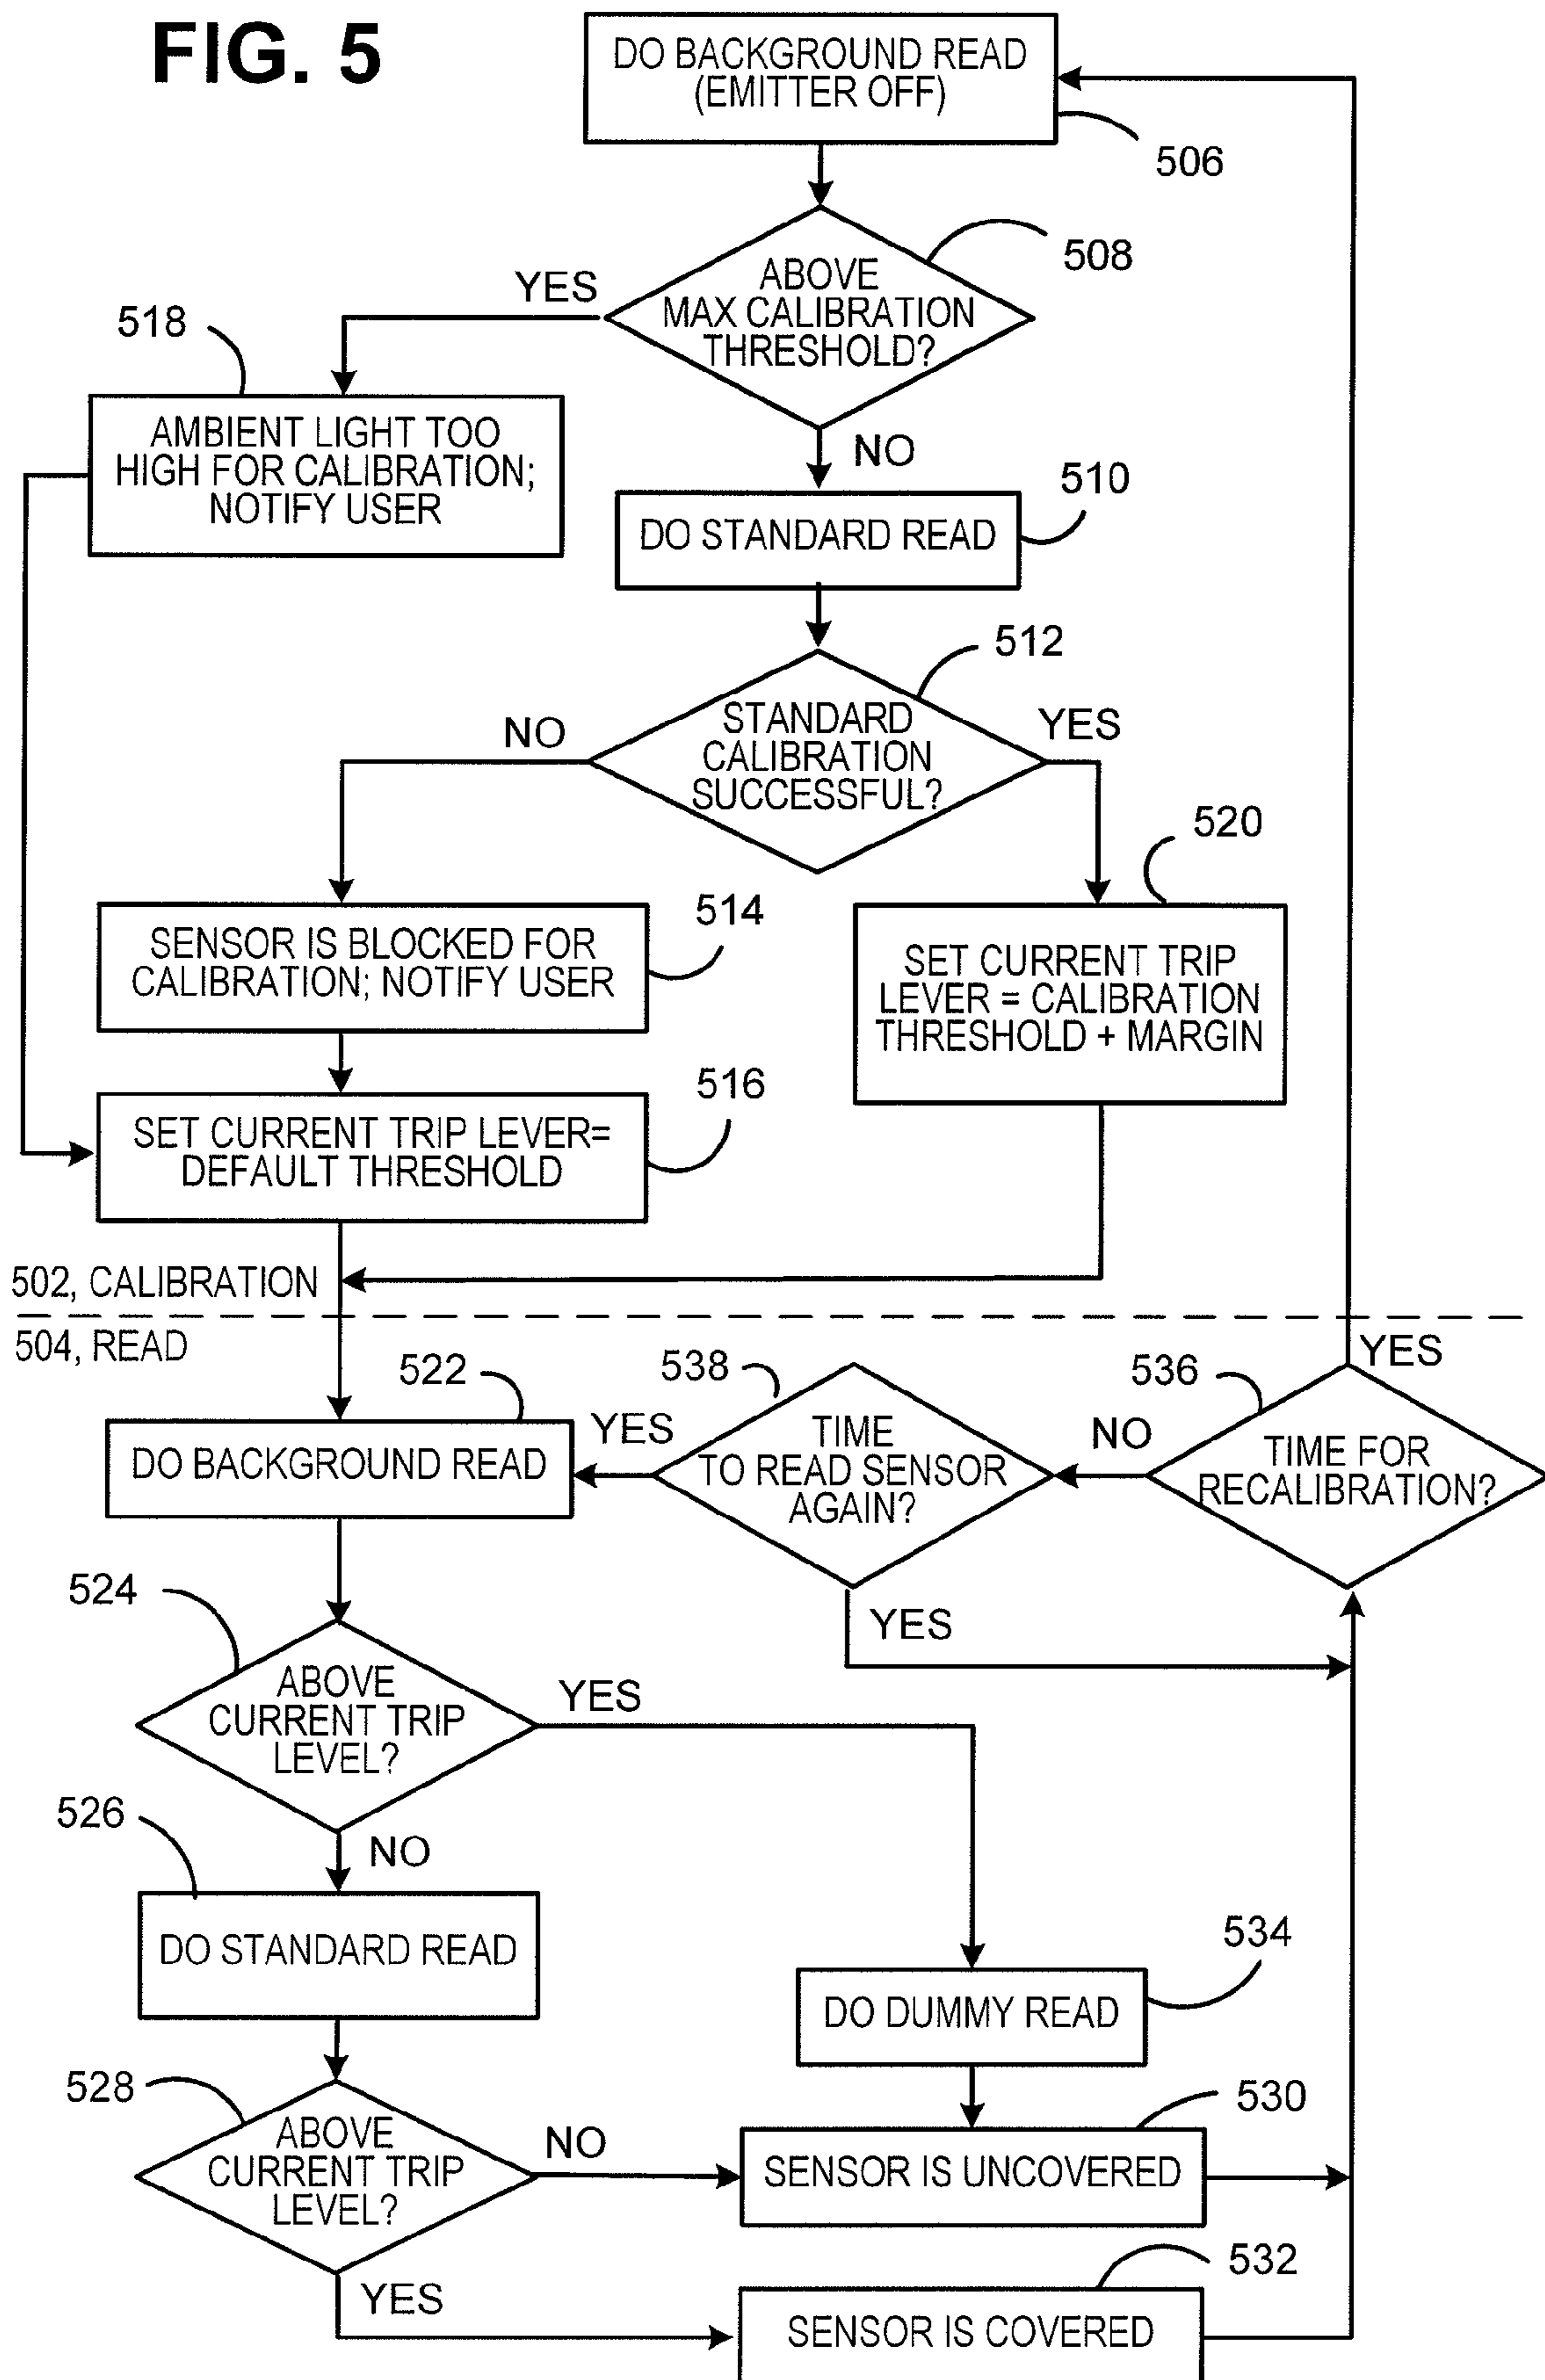 FIG. 5
DO BACKGROUND READ
(EMITTER OFF)
506
508
ABOVE
MAX CALIBRATION
THRESHOLD?
YES
518
AMBIENT LIGHT TOO
HIGH FOR CALIBRATION;
NOTIFY USER
NO
510
DO STANDARD READ
512
STANDARD
CALIBRATION
SUCCESSFUL?
NO
YES
520
514
SENSOR IS BLOCKED FOR
CALIBRATION; NOTIFY USER
SET CURRENT TRIP
LEVER = CALIBRATION
THRESHOLD + MARGIN
516
SET CURRENT TRIP LEVER=
DEFAULT THRESHOLD
502, CALIBRATION
504, READ
522
538
536
YES
DO BACKGROUND READ
YES
TIME
TO READ SENSOR
AGAIN?
NO
TIME FOR
RECALIBRATION?
524
YES
ABOVE
CURRENT TRIP
LEVEL?
YES
526
NO
DO STANDARD READ
534
DO DUMMY READ
528
ABOVE
CURRENT TRIP
LEVEL?
NO
530
SENSOR IS UNCOVERED
YES
532
SENSOR IS COVERED